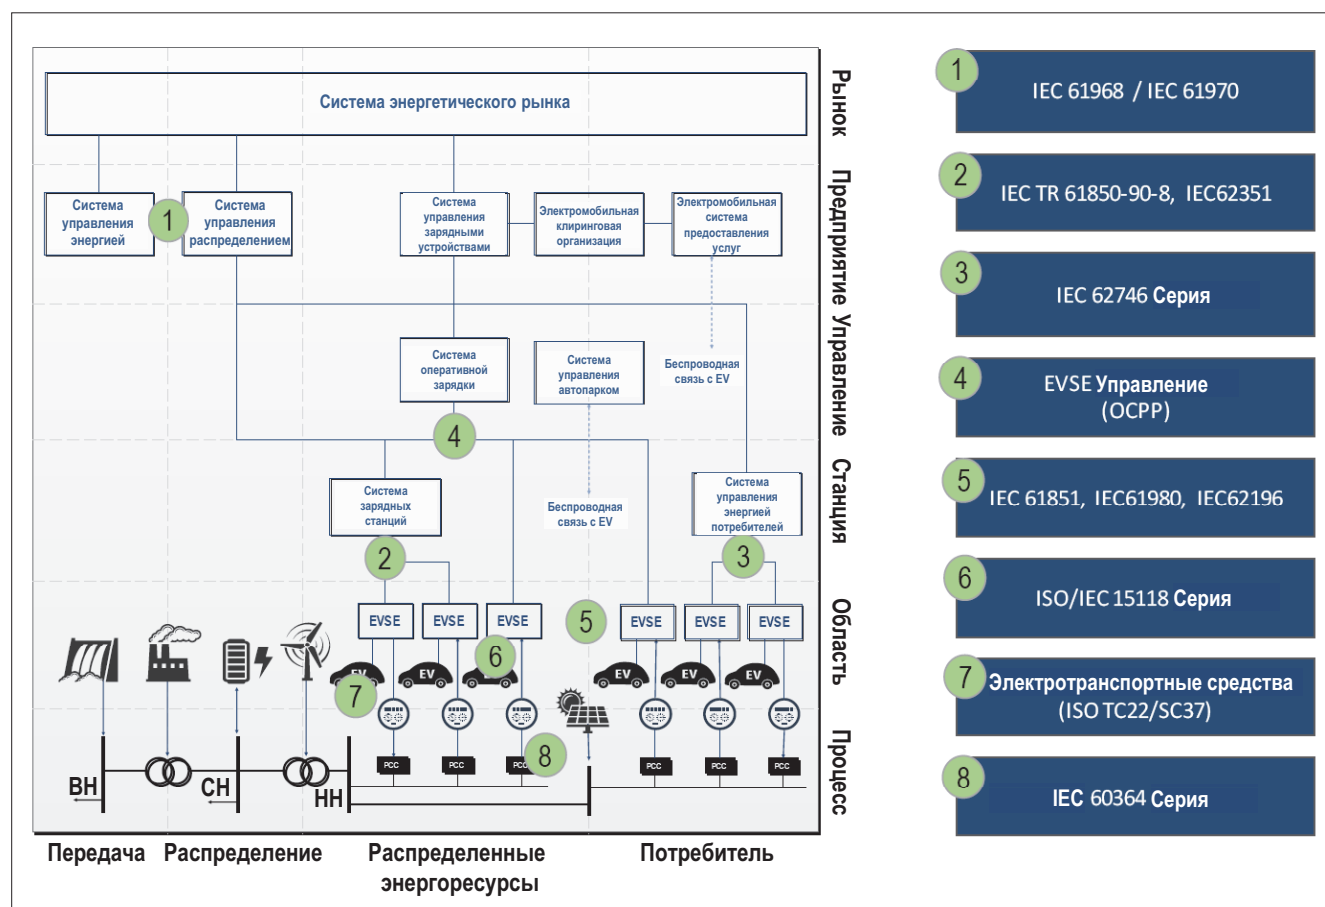 Система энергетического рынка
Рынок
Система
управления
энергией
1
Система
управления
распределением
Система
управления
зарядными
устройствами
Электромобильная
клиринговая
организация
Электромобильная
система
предоставления
услуг
Предприятие
Система
оперативной
зарядки
Система
управления
автопарком
Беспроводная
связь с EV
Управление
4
Система
зарядных
станций
Беспроводная
связь с EV
Система
управления
энергией
потребителей
Станция
2
3
EVSE
EVSE
EVSE
5
EVSE
EVSE
EVSE
Область
6
EV
EV
EV
EV
EV
7
8
PCC
PCC
PCC
PCC
PCC
PCC
Процесс
ВН
СН
НН
Передача
Распределение
Распределенные
энергоресурсы
Потребитель
1
IEC 61968 / IEC 61970
2
IEC TR 61850-90-8, IEC62351
3
IEC 62746 Серия
4
EVSE Управление
(OCPP)
5
IEC 61851, IEC61980, IEC62196
6
ISO/IEC 15118 Серия
7
Электротранспортные средства
(ISO TC22/SC37)
8
IEC 60364 Серия